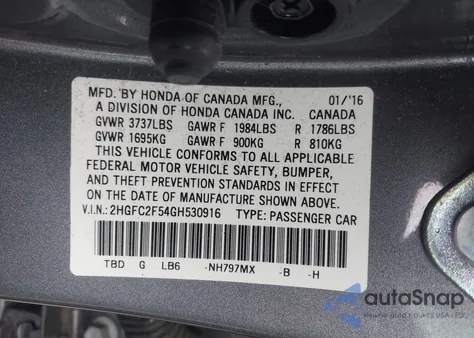 MFD. BY HONDA OF CANADA MFG., 01/'16
A DIVISION OF HONDA CANADA INC. CANADA
GVWR 3737LBS GAWR F 1984LBS R 1786LBS
GVWR 1695KG GAWR F 900KG R 810KG
THIS VEHICLE CONFORMS TO ALL APPLICABLE
FEDERAL MOTOR VEHICLE SAFETY, BUMPER,
AND THEFT PREVENTION STANDARDS IN EFFECT
ON THE DATE OF MANUFACTURE SHOWN ABOVE.
V.I.N.: 2HGFC2F54GH530916 TYPE: PASSENGER CAR
TBD G LB6 -NH797MX -B -H
autoSnap